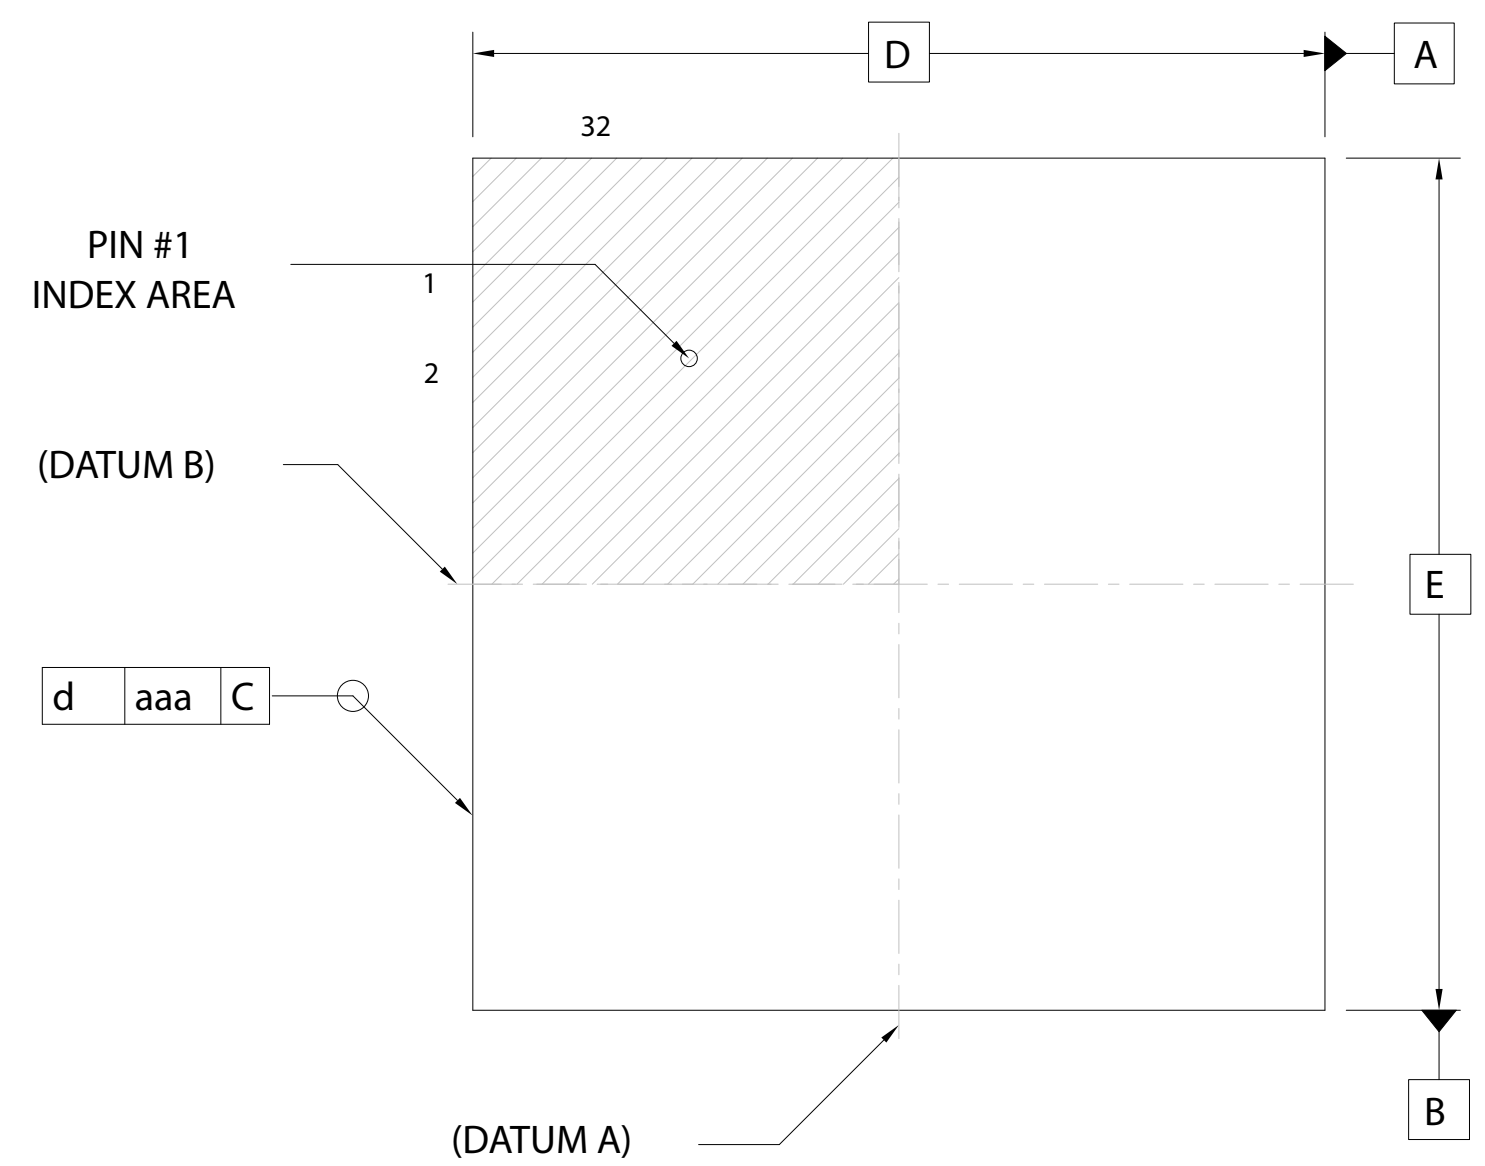 D
A
32
PIN #1
INDEX AREA
1
2
(DATUM B)
E
d aaa C
B
(DATUM A)